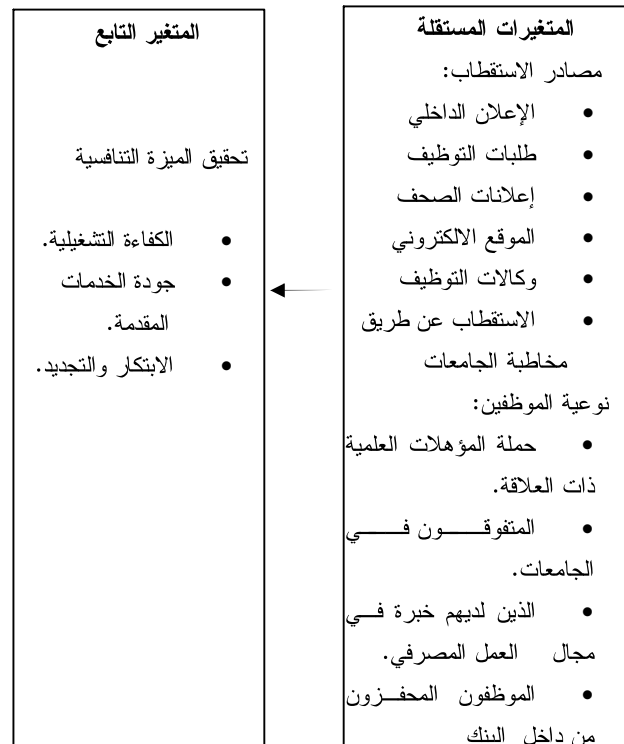 المتغيرات المستقلة
مصادر الاستقطاب:
• الإعلان الداخلي
• طلبات التوظيف
• إعلانات الصحف
• الموقع الالكتروني
• وكالات التوظيف
• الاستقطاب عن طريق
مخاطبة الجامعات
نوعية الموظفين:
• حملة المؤهلات العلمية
ذات العلاقة.
• المتفوقـــــون فـــــي
الجامعات.
• الذين لديهم خبرة فــي
مجال العمل المصرفي.
• الموظفون المحفــزون
من داخل البنك
المتغير التابع
تحقيق الميزة التنافسية
• الكفاءة التشغيلية.
• جودة الخدمات
المقدمة.
• الابتكار والتجديد.